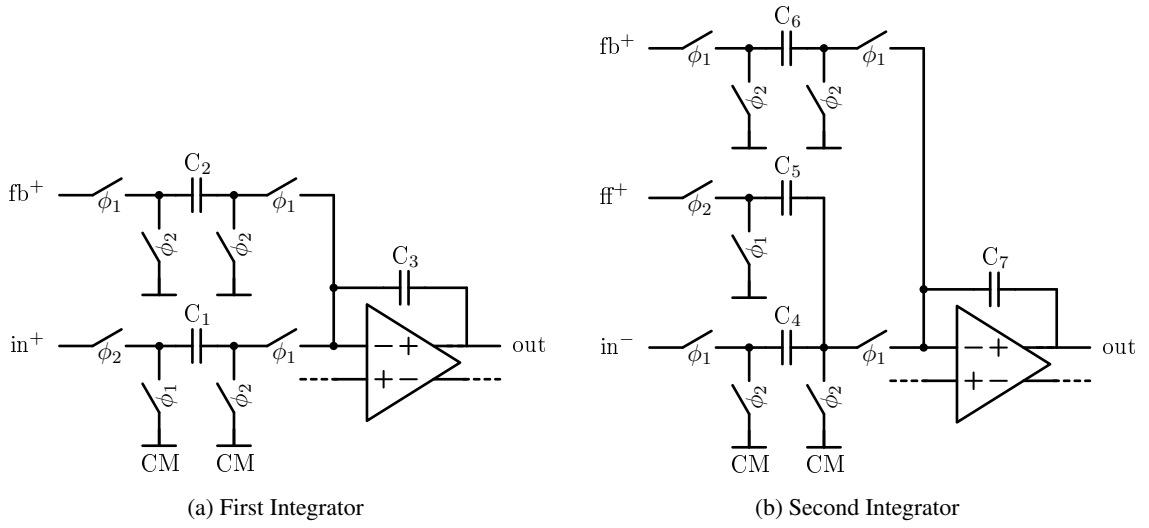 C₆
fb⁺ ϕ₁ ϕ₁
ϕ₂ ϕ₂
C₂ C₅
fb⁺ ϕ₁ ϕ₁ ff⁺ ϕ₂
ϕ₂ ϕ₂ ϕ₁
C₃ C₇
C₁ C₄
in⁺ ϕ₂ ϕ₁ − + out in⁻ ϕ₁ ϕ₁ − + out
ϕ₁ ϕ₂ + − ϕ₂ ϕ₂ + −
CM CM CM CM
(a) First Integrator (b) Second Integrator